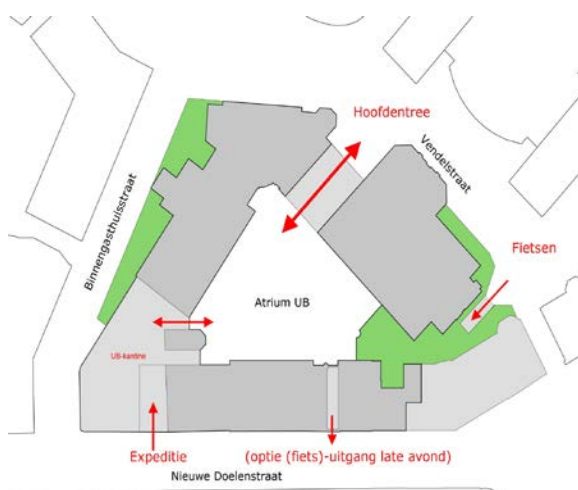 Hoofdentree
Vendelstraat
Binnengasthuisstraat
Fietsen
Atrium UB
UB-kantine
Expeditie
(optie (fiets)-uitgang late avond)
Nieuwe Doelenstraat